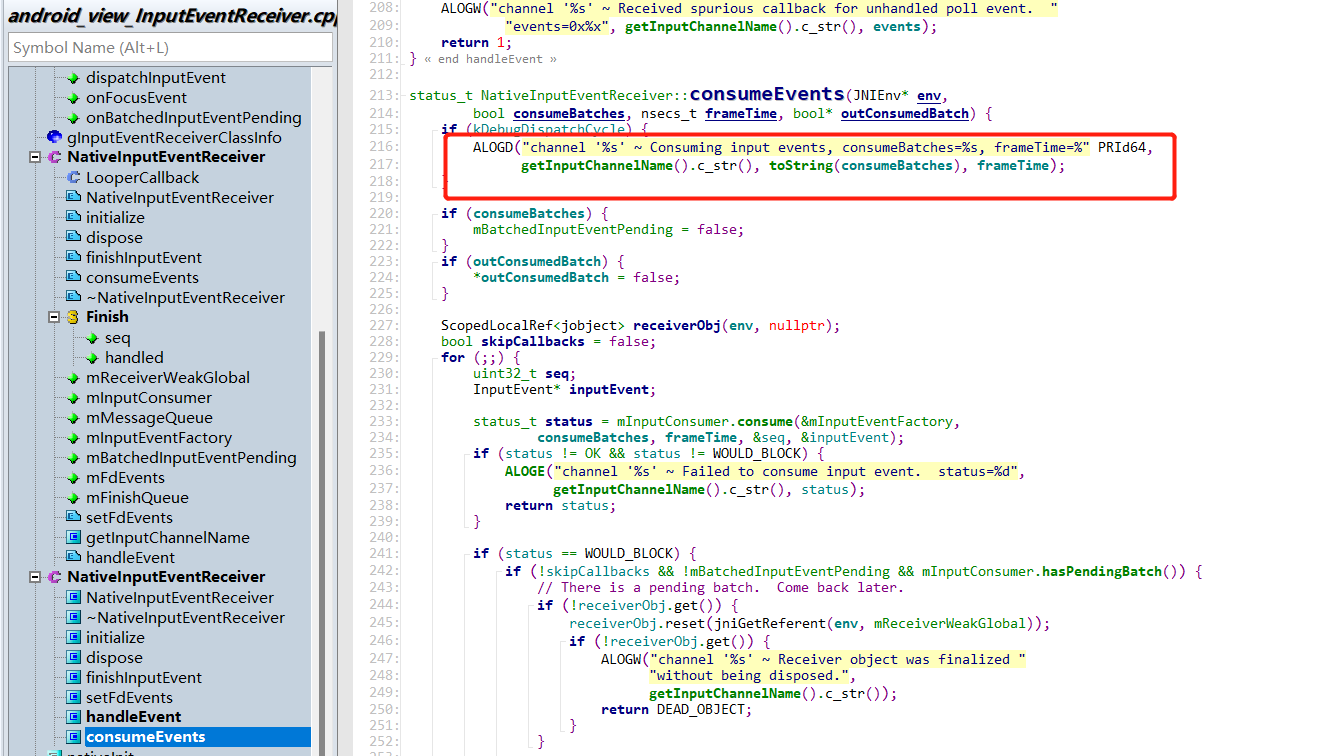 android_view_InputEventReceiver.cpp
Symbol Name (Alt+L)
dispatchInputEvent
onFocusEvent
onBatchedInputEventPending
gInputEventReceiverClassInfo
NativeInputEventReceiver
LooperCallback
NativeInputEventReceiver
initialize
dispose
finishInputEvent
consumeEvents
~NativeInputEventReceiver
Finish
seq
handled
mReceiverWeakGlobal
mInputConsumer
mMessageQueue
mInputEventFactory
mBatchedInputEventPending
mFdEvents
mFinishQueue
setFdEvents
getInputChannelName
handleEvent
NativeInputEventReceiver
NativeInputEventReceiver
~NativeInputEventReceiver
initialize
dispose
finishInputEvent
setFdEvents
handleEvent
consumeEvents
nativeInit
208: ALOGW("channel '%s' ~ Received spurious callback for unhandled poll event.  "
209: "events=0x%x", getInputChannelName().c_str(), events);
210: return 1;
211: } « end handleEvent »
212:
213: status_t NativeInputEventReceiver::consumeEvents(JNIEnv* env,
214: bool consumeBatches, nsecs_t frameTime, bool* outConsumedBatch) {
215: if (kDebugDispatchCycle) {
216: ALOGD("channel '%s' ~ Consuming input events, consumeBatches=%s, frameTime=%" PRId64,
217: getInputChannelName().c_str(), toString(consumeBatches), frameTime);
218: }
219:
220: if (consumeBatches) {
221: mBatchedInputEventPending = false;
222: }
223: if (outConsumedBatch) {
224: *outConsumedBatch = false;
225: }
226:
227: ScopedLocalRef<jobject> receiverObj(env, nullptr);
228: bool skipCallbacks = false;
229: for (;;) {
230: uint32_t seq;
231: InputEvent* inputEvent;
232:
233: status_t status = mInputConsumer.consume(&mInputEventFactory,
234: consumeBatches, frameTime, &seq, &inputEvent);
235: if (status != OK && status != WOULD_BLOCK) {
236: ALOGE("channel '%s' ~ Failed to consume input event.  status=%d",
237: getInputChannelName().c_str(), status);
238: return status;
239: }
240:
241: if (status == WOULD_BLOCK) {
242: if (!skipCallbacks && !mBatchedInputEventPending && mInputConsumer.hasPendingBatch()) {
243: // There is a pending batch.  Come back later.
244: if (!receiverObj.get()) {
245: receiverObj.reset(jniGetReferent(env, mReceiverWeakGlobal));
246: if (!receiverObj.get()) {
247: ALOGW("channel '%s' ~ Receiver object was finalized "
248: "without being disposed.",
249: getInputChannelName().c_str());
250: return DEAD_OBJECT;
251: }
252: }